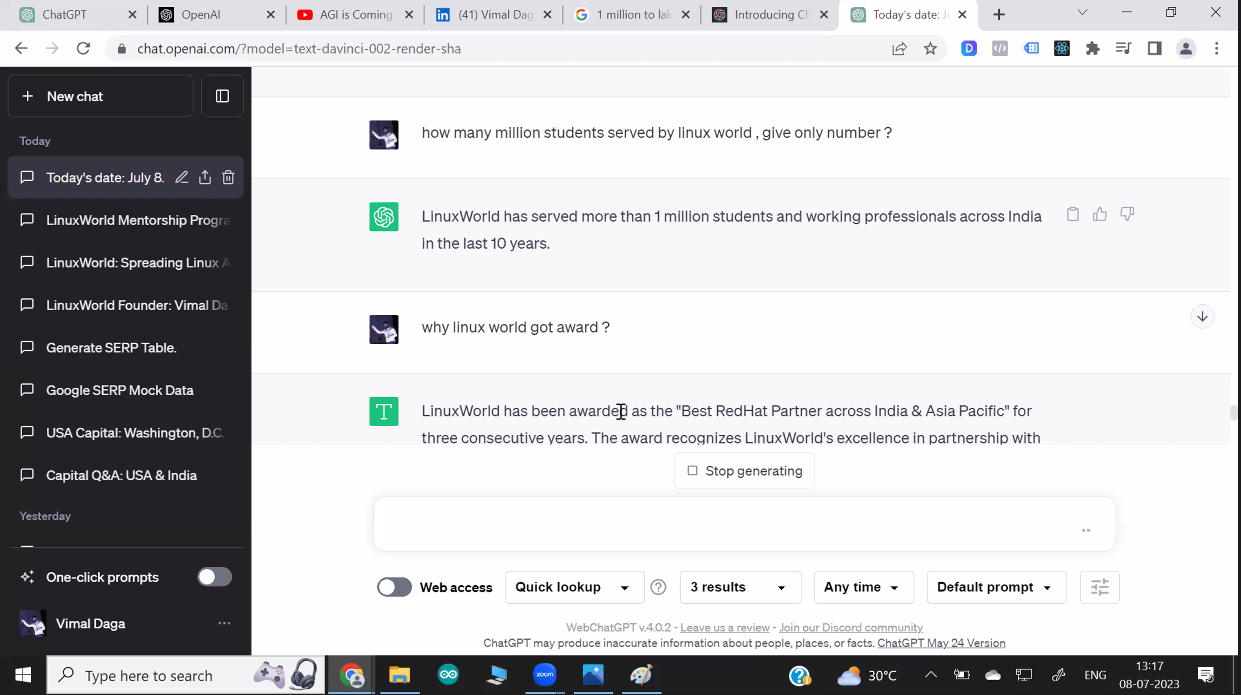 ChatGPT
OpenAI
AGI is Coming
(41) Vimal Dag
1 million to lak
Introducing Ch
Today's date: J
chat.openai.com/?model=text-davinci-002-render-sha
New chat
Today
Today's date: July 8.
LinuxWorld Mentorship Progra
LinuxWorld: Spreading Linux A
LinuxWorld Founder: Vimal Da
Generate SERP Table.
Google SERP Mock Data
USA Capital: Washington, D.C.
Capital Q&A: USA & India
Yesterday
One-click prompts
Vimal Daga
how many million students served by linux world , give only number ?
LinuxWorld has served more than 1 million students and working professionals across India
in the last 10 years.
why linux world got award ?
LinuxWorld has been awarded as the "Best RedHat Partner across India & Asia Pacific" for
three consecutive years. The award recognizes LinuxWorld's excellence in partnership with
Stop generating
Web access
Quick lookup
3 results
Any time
Default prompt
WebChatGPT v.4.0.2 - Leave us a review - Join our Discord community
ChatGPT may produce inaccurate information about people, places, or facts. ChatGPT May 24 Version
Type here to search
zoom
30°C
ENG
13:17
08-07-2023